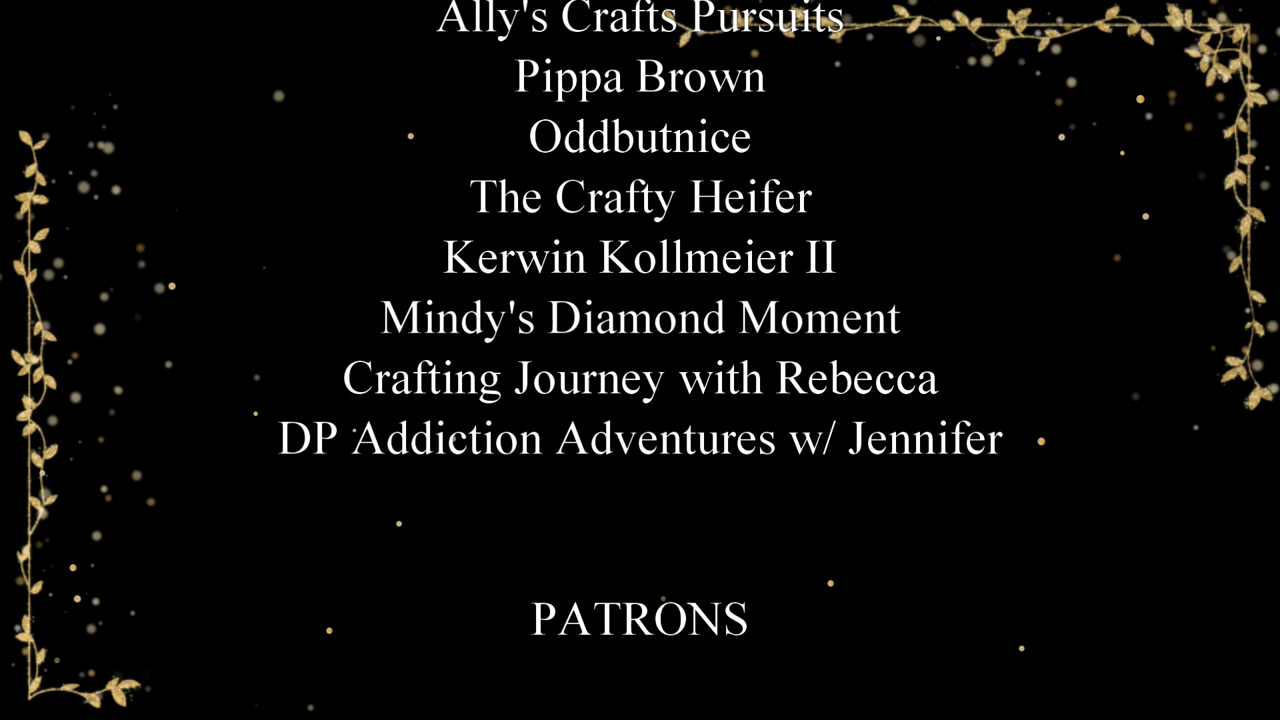 Ally's Crafts Pursuits
Pippa Brown
Oddbutnice
The Crafty Heifer
Kerwin Kollmeier II
Mindy's Diamond Moment
Crafting Journey with Rebecca
DP Addiction Adventures w/ Jennifer
PATRONS